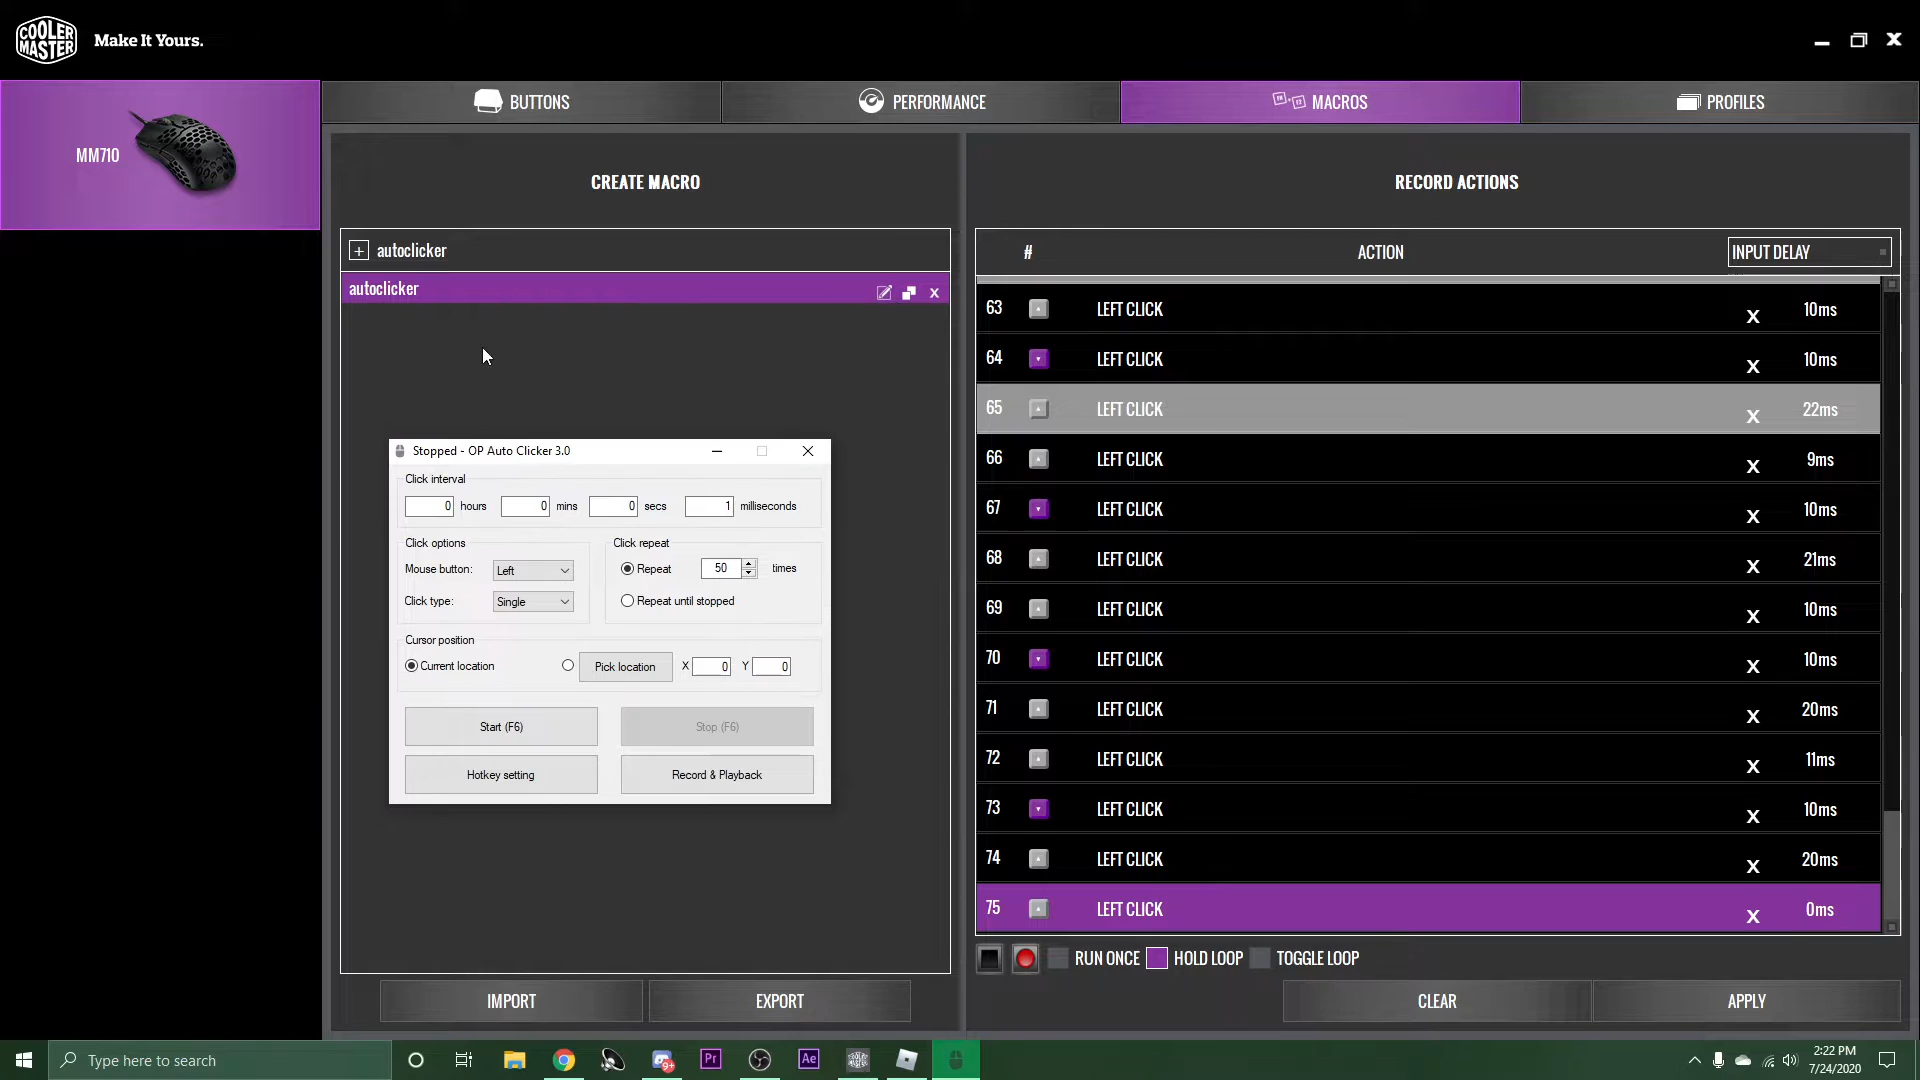 COOLER
MASTER
Make It Yours.
MM710
BUTTONS
PERFORMANCE
MACROS
PROFILES
CREATE MACRO
+ autoclicker
autoclicker
X
IMPORT
EXPORT
Stopped - OP Auto Clicker 3.0
Click interval
0 hours 0 mins 0 secs 1 milliseconds
Click options
Mouse button: Left
Click type: Single
Click repeat
Repeat 50 times
Repeat until stopped
Cursor position
Current location
Pick location X 0 Y 0
Start (F6)
Stop (F6)
Hotkey setting
Record & Playback
RECORD ACTIONS
# ACTION INPUT DELAY
63 LEFT CLICK X 10ms
64 LEFT CLICK X 10ms
65 LEFT CLICK X 22ms
66 LEFT CLICK X 9ms
67 LEFT CLICK X 10ms
68 LEFT CLICK X 21ms
69 LEFT CLICK X 10ms
70 LEFT CLICK X 10ms
71 LEFT CLICK X 20ms
72 LEFT CLICK X 11ms
73 LEFT CLICK X 10ms
74 LEFT CLICK X 20ms
75 LEFT CLICK X 0ms
RUN ONCE HOLD LOOP TOGGLE LOOP
CLEAR
APPLY
Type here to search
9+
Pr
Ae
2:22 PM
7/24/2020